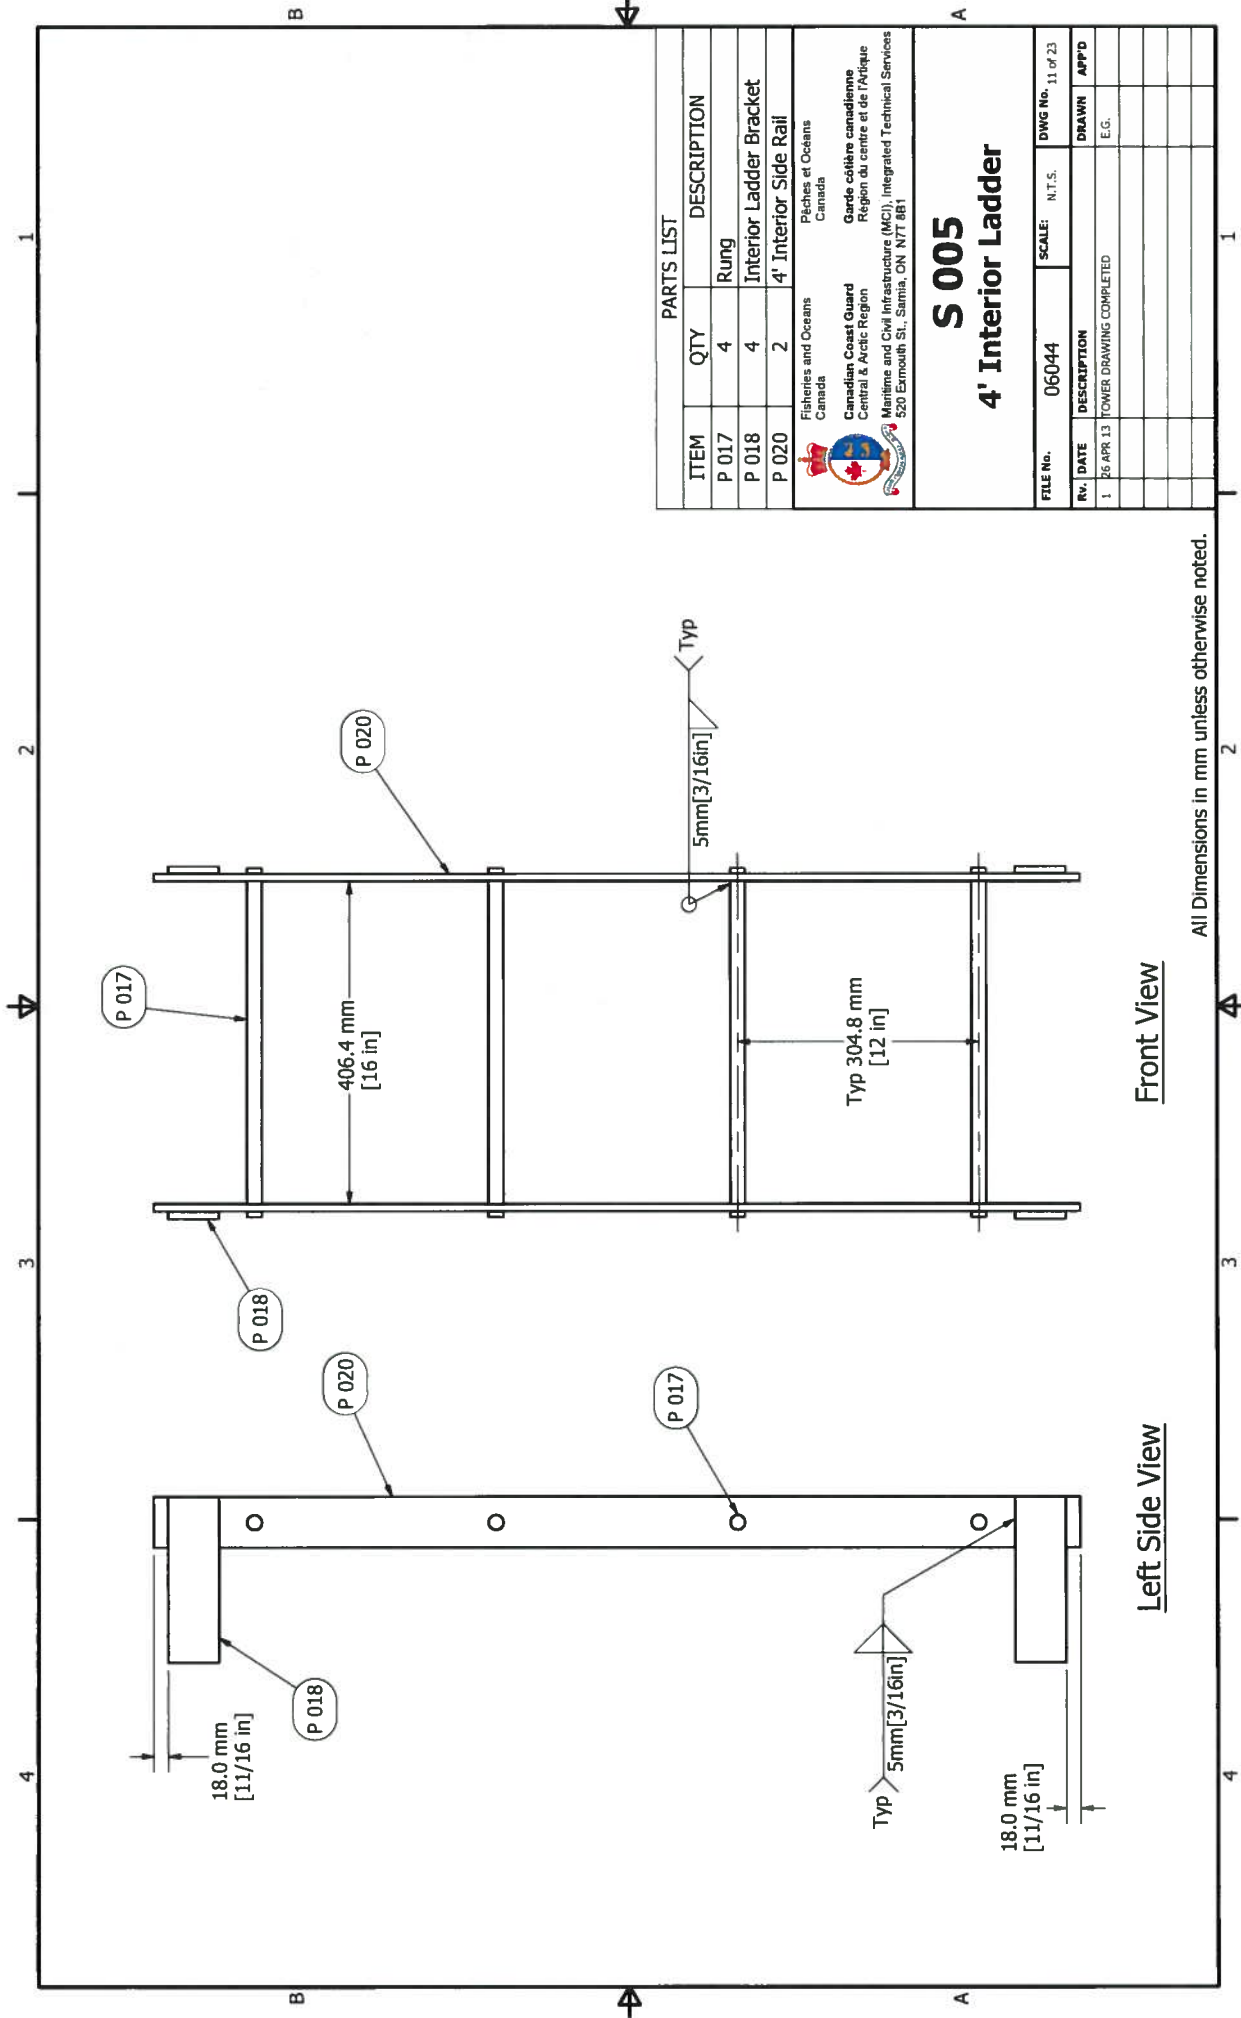 4
3
2
1
B
A
P 018
P 020
P 017
18.0 mm
[11/16 in]
P 018
P 020
P 017
Typ
5mm[3/16in]
18.0 mm
[11/16 in]
Left Side View
P 017
406.4 mm
[16 in]
P 020
5mm[3/16in]
Typ
Typ 304.8 mm
[12 in]
Front View
All Dimensions in mm unless otherwise noted.
PARTS LIST
ITEM QTY DESCRIPTION
P 017 4 Rung
P 018 4 Interior Ladder Bracket
P 020 2 4' Interior Side Rail
Fisheries and Oceans
Canada
Pêches et Océans
Canada
Canadian Coast Guard
Central & Arctic Region
Garde côtière canadienne
Région du centre et de l'Artique
Maritime and Civil Infrastructure (MCI), Integrated Technical Services
520 Exmouth St., Sarnia, ON N7T 8B1
S 005
4' Interior Ladder
FILE No. 06044
SCALE: N.T.S.
DWG No. 11 of 23
Rv. DATE DESCRIPTION DRAWN APP'D
1 26 APR 13 TOWER DRAWING COMPLETED E.G.
B
A
4
3
2
1